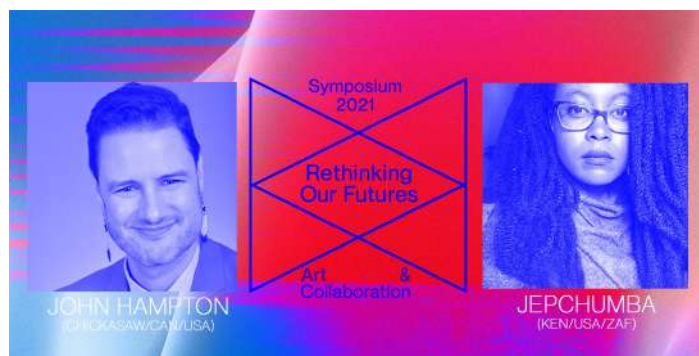 Symposium
2021
Rethinking
Our Futures
Art &
Collaboration
JOHN HAMPTON
(CHICKASAW/CAN/USA)
JEPCHUMBA
(KEN/USA/ZAF)